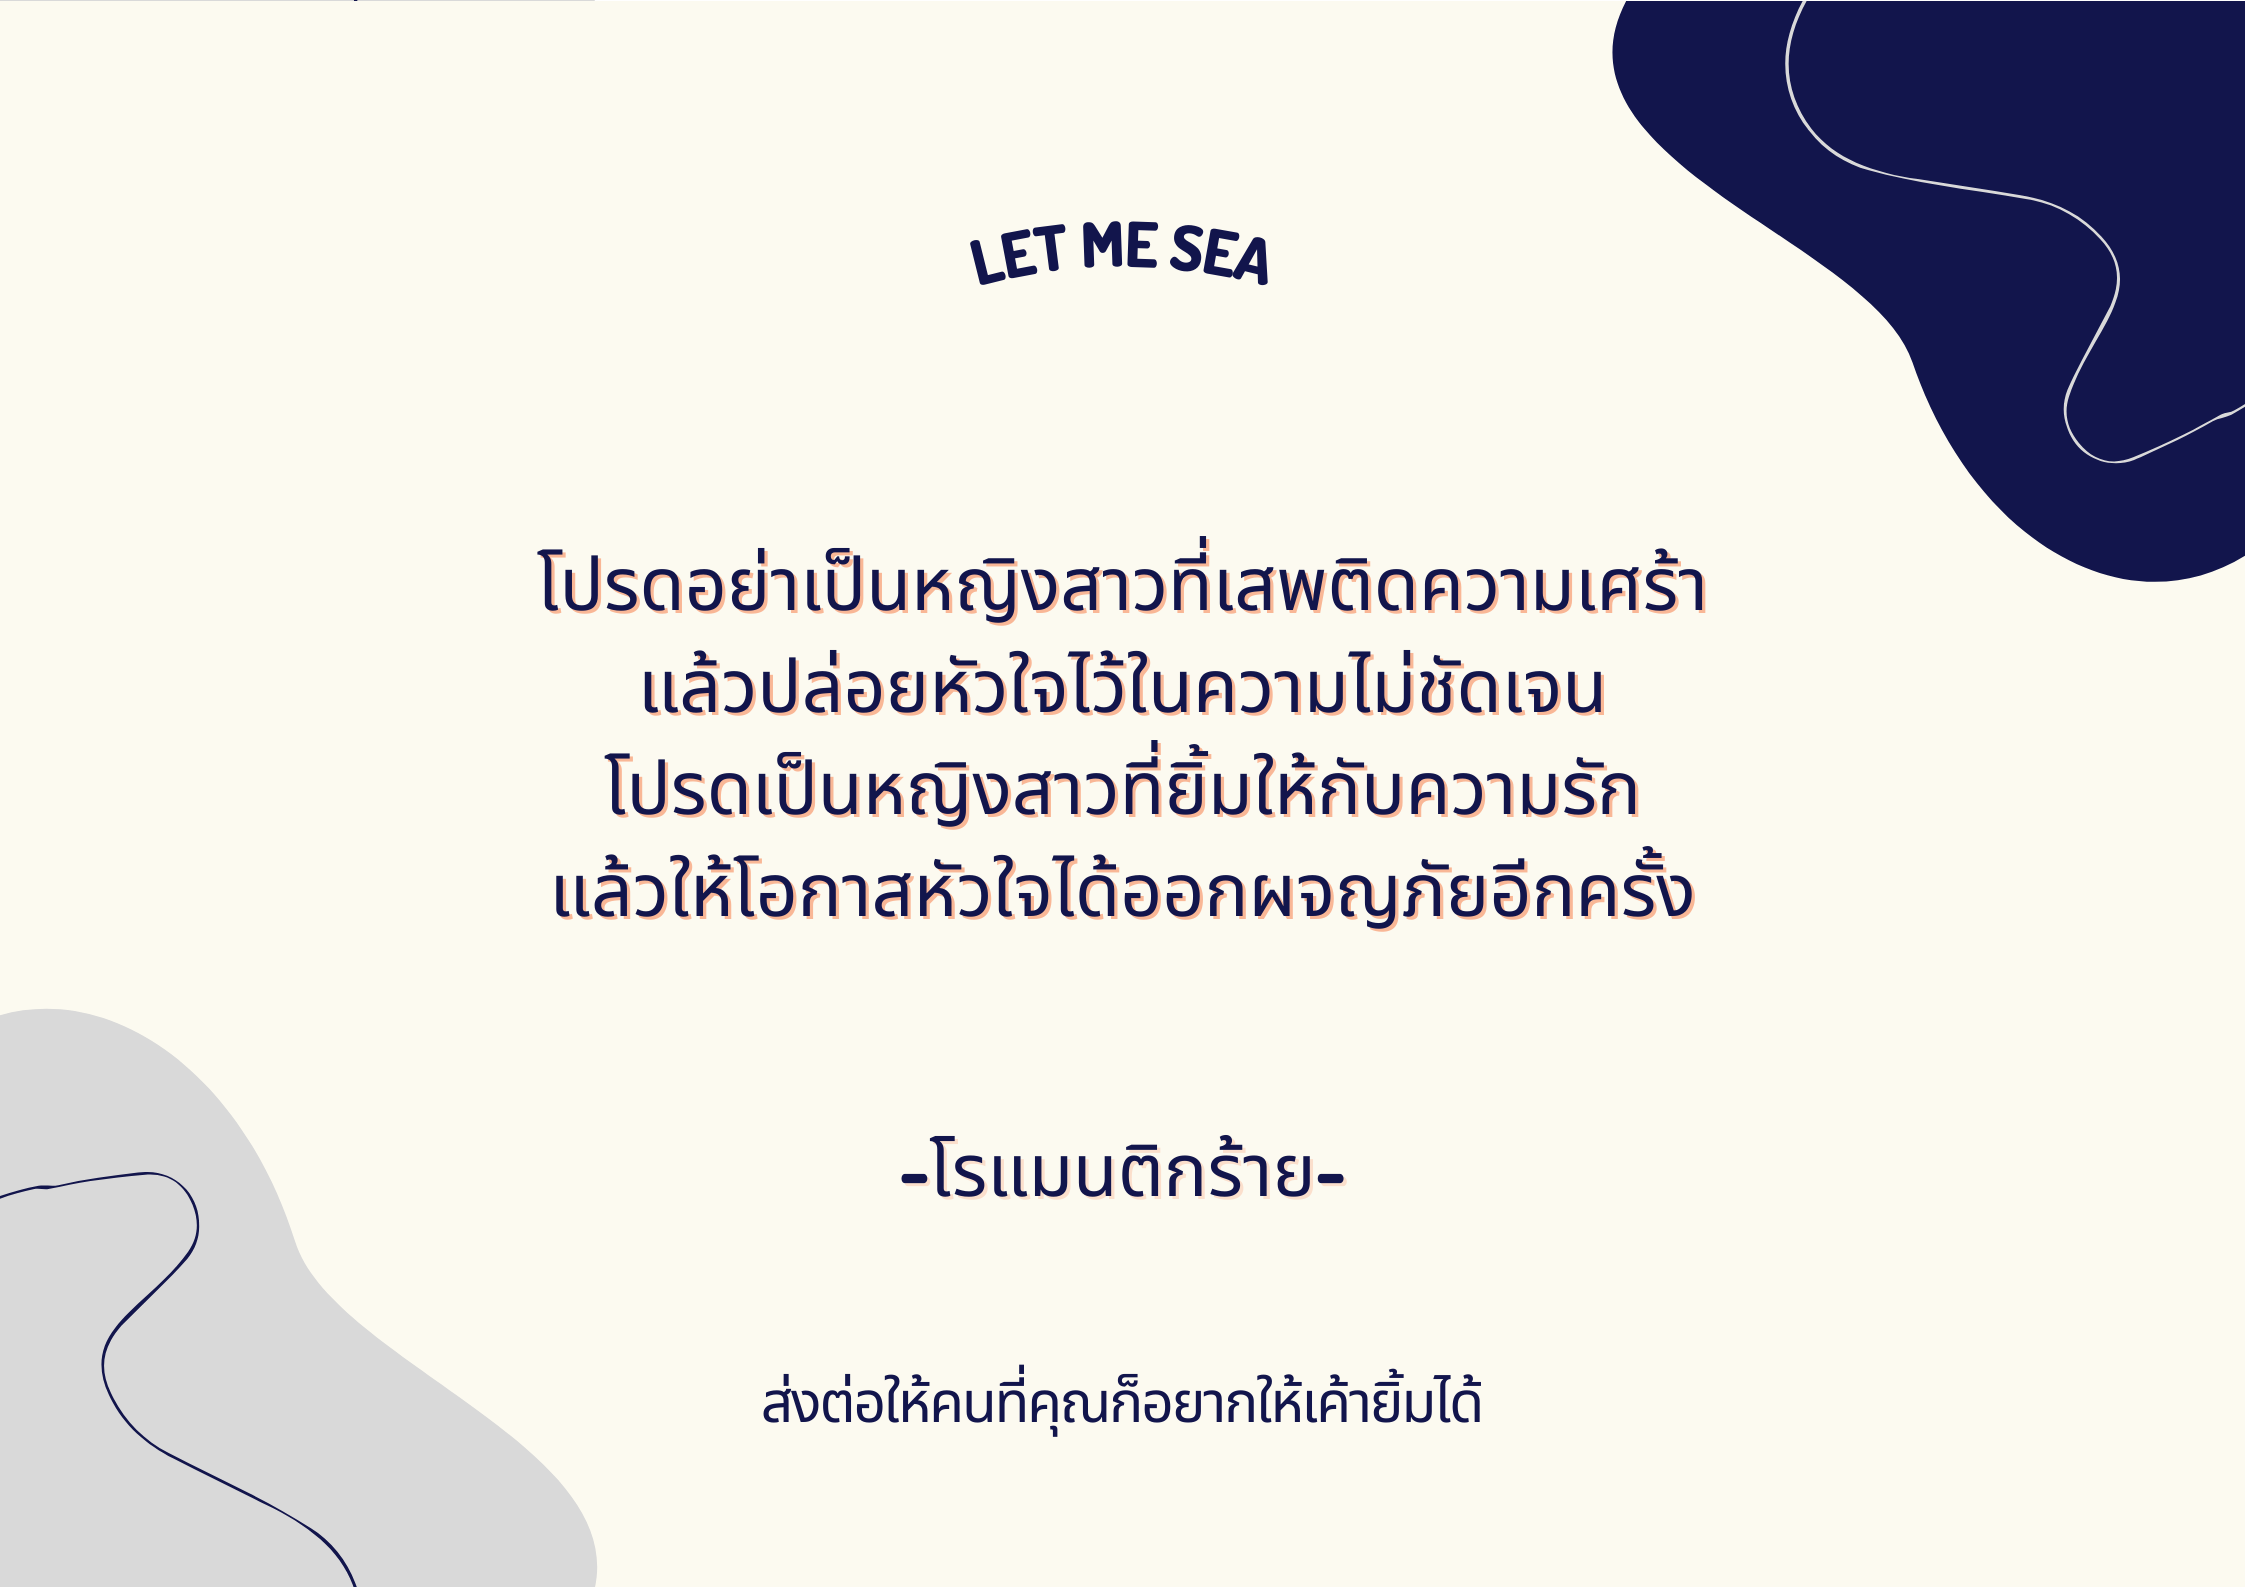 LET ME SEA
โปรดอย่าเป็นหญิงสาวที่เสพติดความเศร้า
แล้วปล่อยหัวใจไว้ในความไม่ชัดเจน
โปรดเป็นหญิงสาวที่ยิ้มให้กับความรัก
แล้วให้โอกาสหัวใจได้ออกผจญภัยอีกครั้ง
-โรแมนติกร้าย-
ส่งต่อให้คนที่คุณก็อยากให้เค้ายิ้มได้